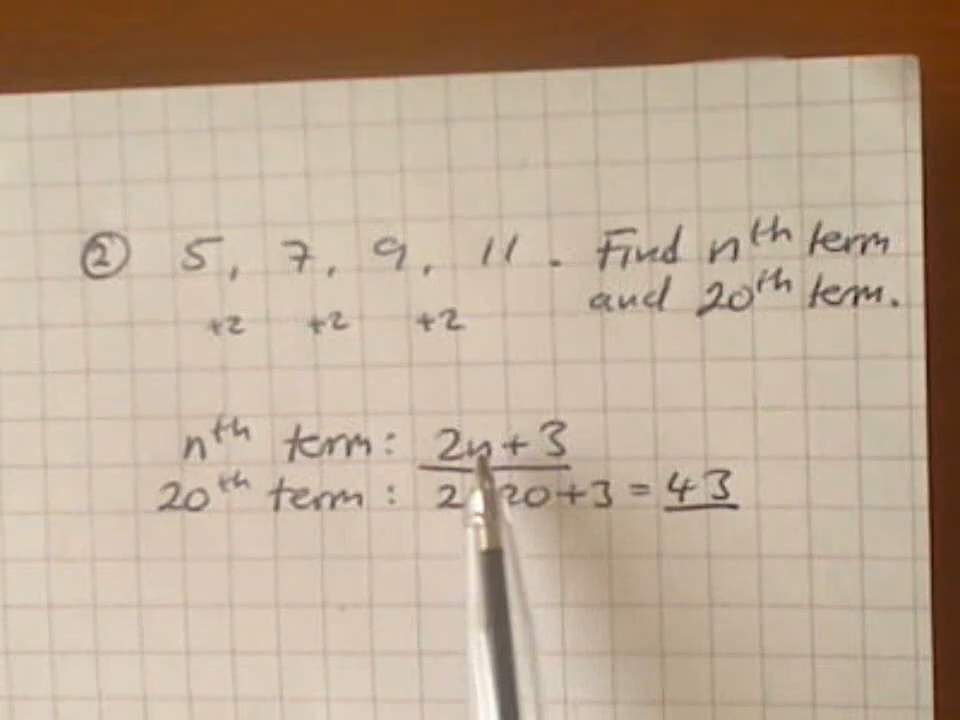 ② 5, 7, 9, 11. Find nth term
and 20th term.
+2 +2 +2
nth term: 2n+3
20th term: 2 20+3 = 43